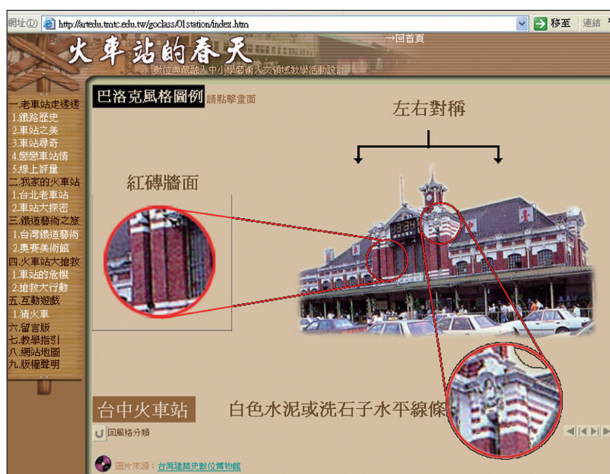 網址(D) http://artedu.tmtc.edu.tw/goclass/01station/index.htm 移至 連結
火車站的春天
→回首頁
數位典藏融入中小學藝術人文領域教學活動設計
一.老車站走透透
1.鐵路歷史
2.車站之美
3.車站尋奇
4.戀戀車站情
5.線上評量
二.我家的火車站
1.台北老車站
2.車站大探密
三.鐵道藝術之旅
1.台灣鐵道藝術
2.奧賽美術館
四.火車站大搶救
1.車站的危機
2.搶救大行動
五.互動遊戲
1.猜火車
六.留言版
七.教學指引
八.網站地圖
九.版權聲明
巴洛克風格圖例 請點擊畫面
左右對稱
紅磚牆面
台中火車站
白色水泥或洗石子水平線條
回風格分類
圖片來源：台灣建築史數位博物館